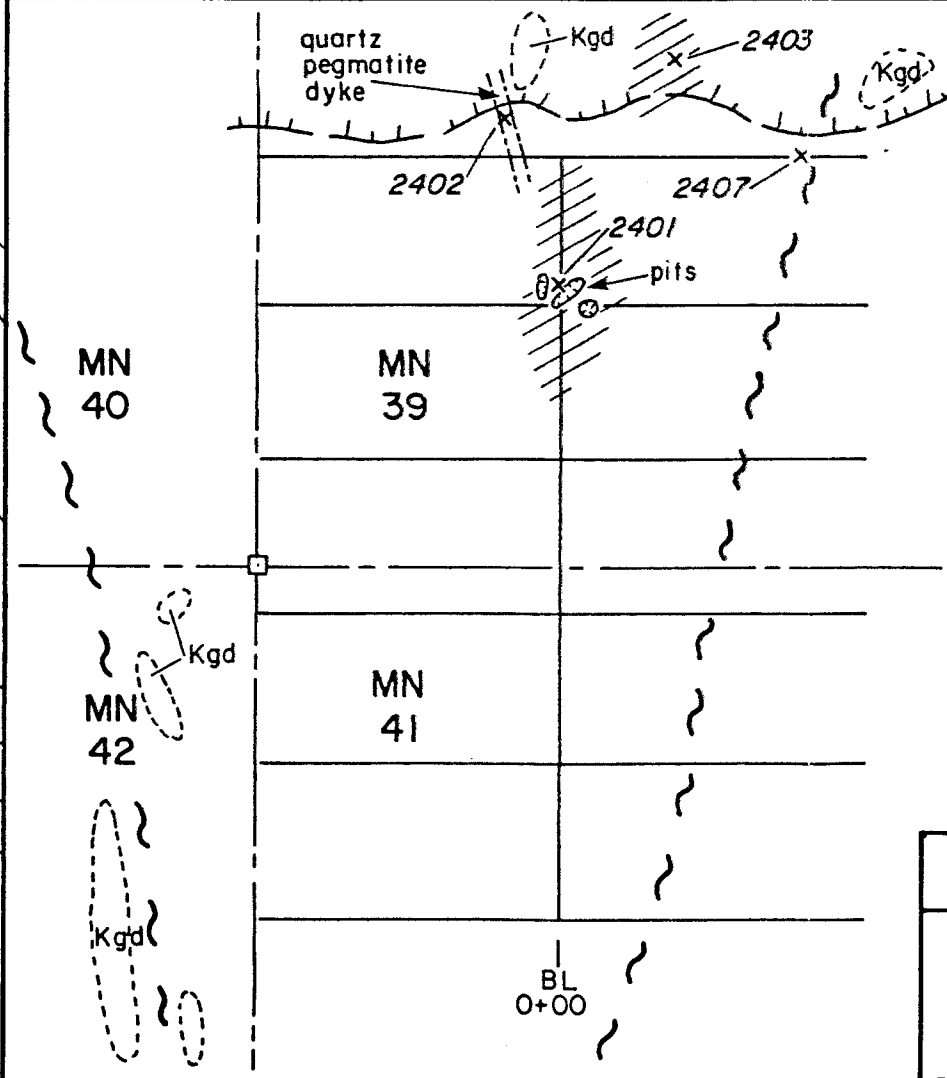 quartz
pegmatite
dyke
Kgd
2403
Kgd
2402
2407
2401
pits
MN
40
MN
39
Kgd
MN
42
MN
41
Kgd
BL
0+00